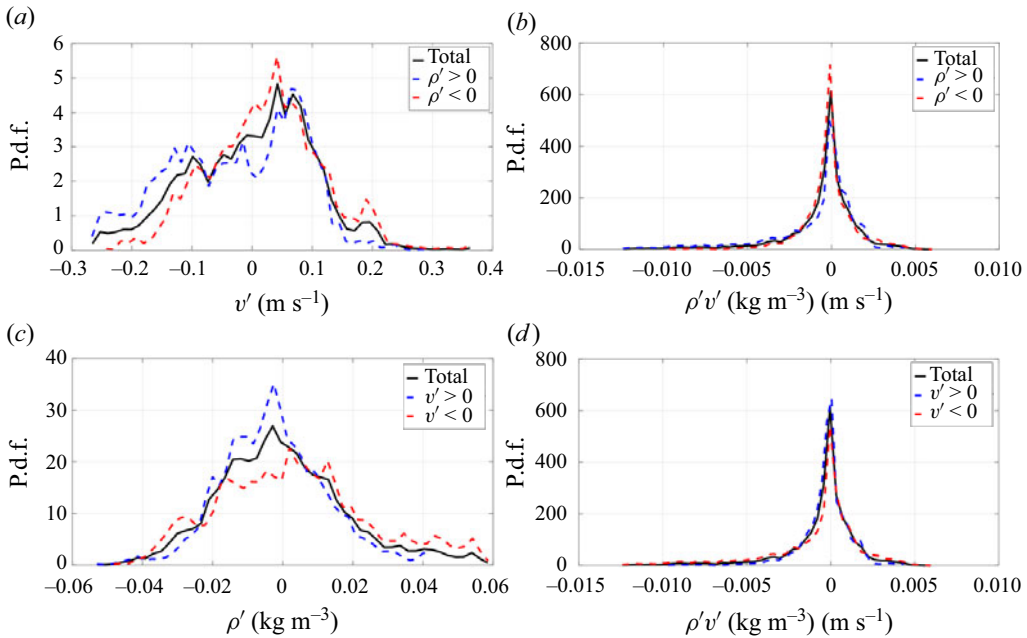 (a)
6
5
4
3
2
1
0
P.d.f.
–0.3 –0.2 –0.1 0 0.1 0.2 0.3 0.4
v′ (m s–1)
Total
ρ′ > 0
ρ′ < 0
(b)
800
600
400
200
0
P.d.f.
–0.015 –0.010 –0.005 0 0.005 0.010
ρ′v′ (kg m–3) (m s–1)
Total
ρ′ > 0
ρ′ < 0
(c)
40
30
20
10
0
P.d.f.
–0.06 –0.04 –0.02 0 0.02 0.04 0.06
ρ′ (kg m–3)
Total
v′ > 0
v′ < 0
(d)
800
600
400
200
0
P.d.f.
–0.015 –0.010 –0.005 0 0.005 0.010
ρ′v′ (kg m–3) (m s–1)
Total
v′ > 0
v′ < 0